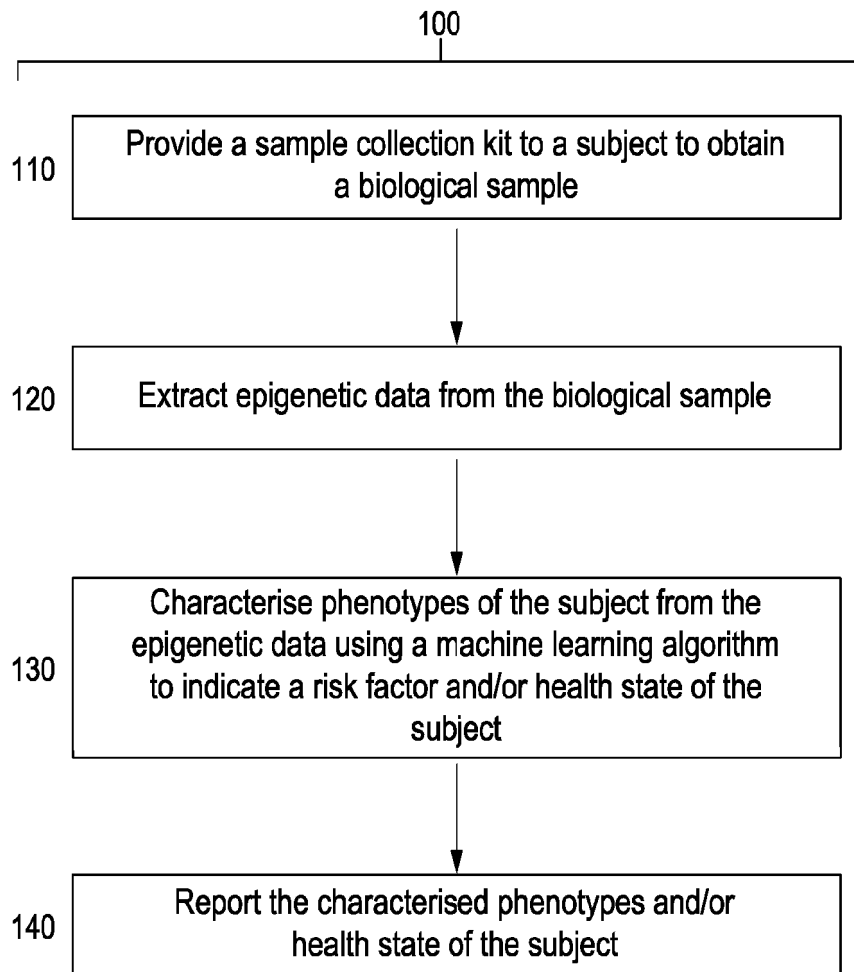 100
110
Provide a sample collection kit to a subject to obtain
a biological sample
120
Extract epigenetic data from the biological sample
130
Characterise phenotypes of the subject from the
epigenetic data using a machine learning algorithm
to indicate a risk factor and/or health state of the
subject
140
Report the characterised phenotypes and/or
health state of the subject